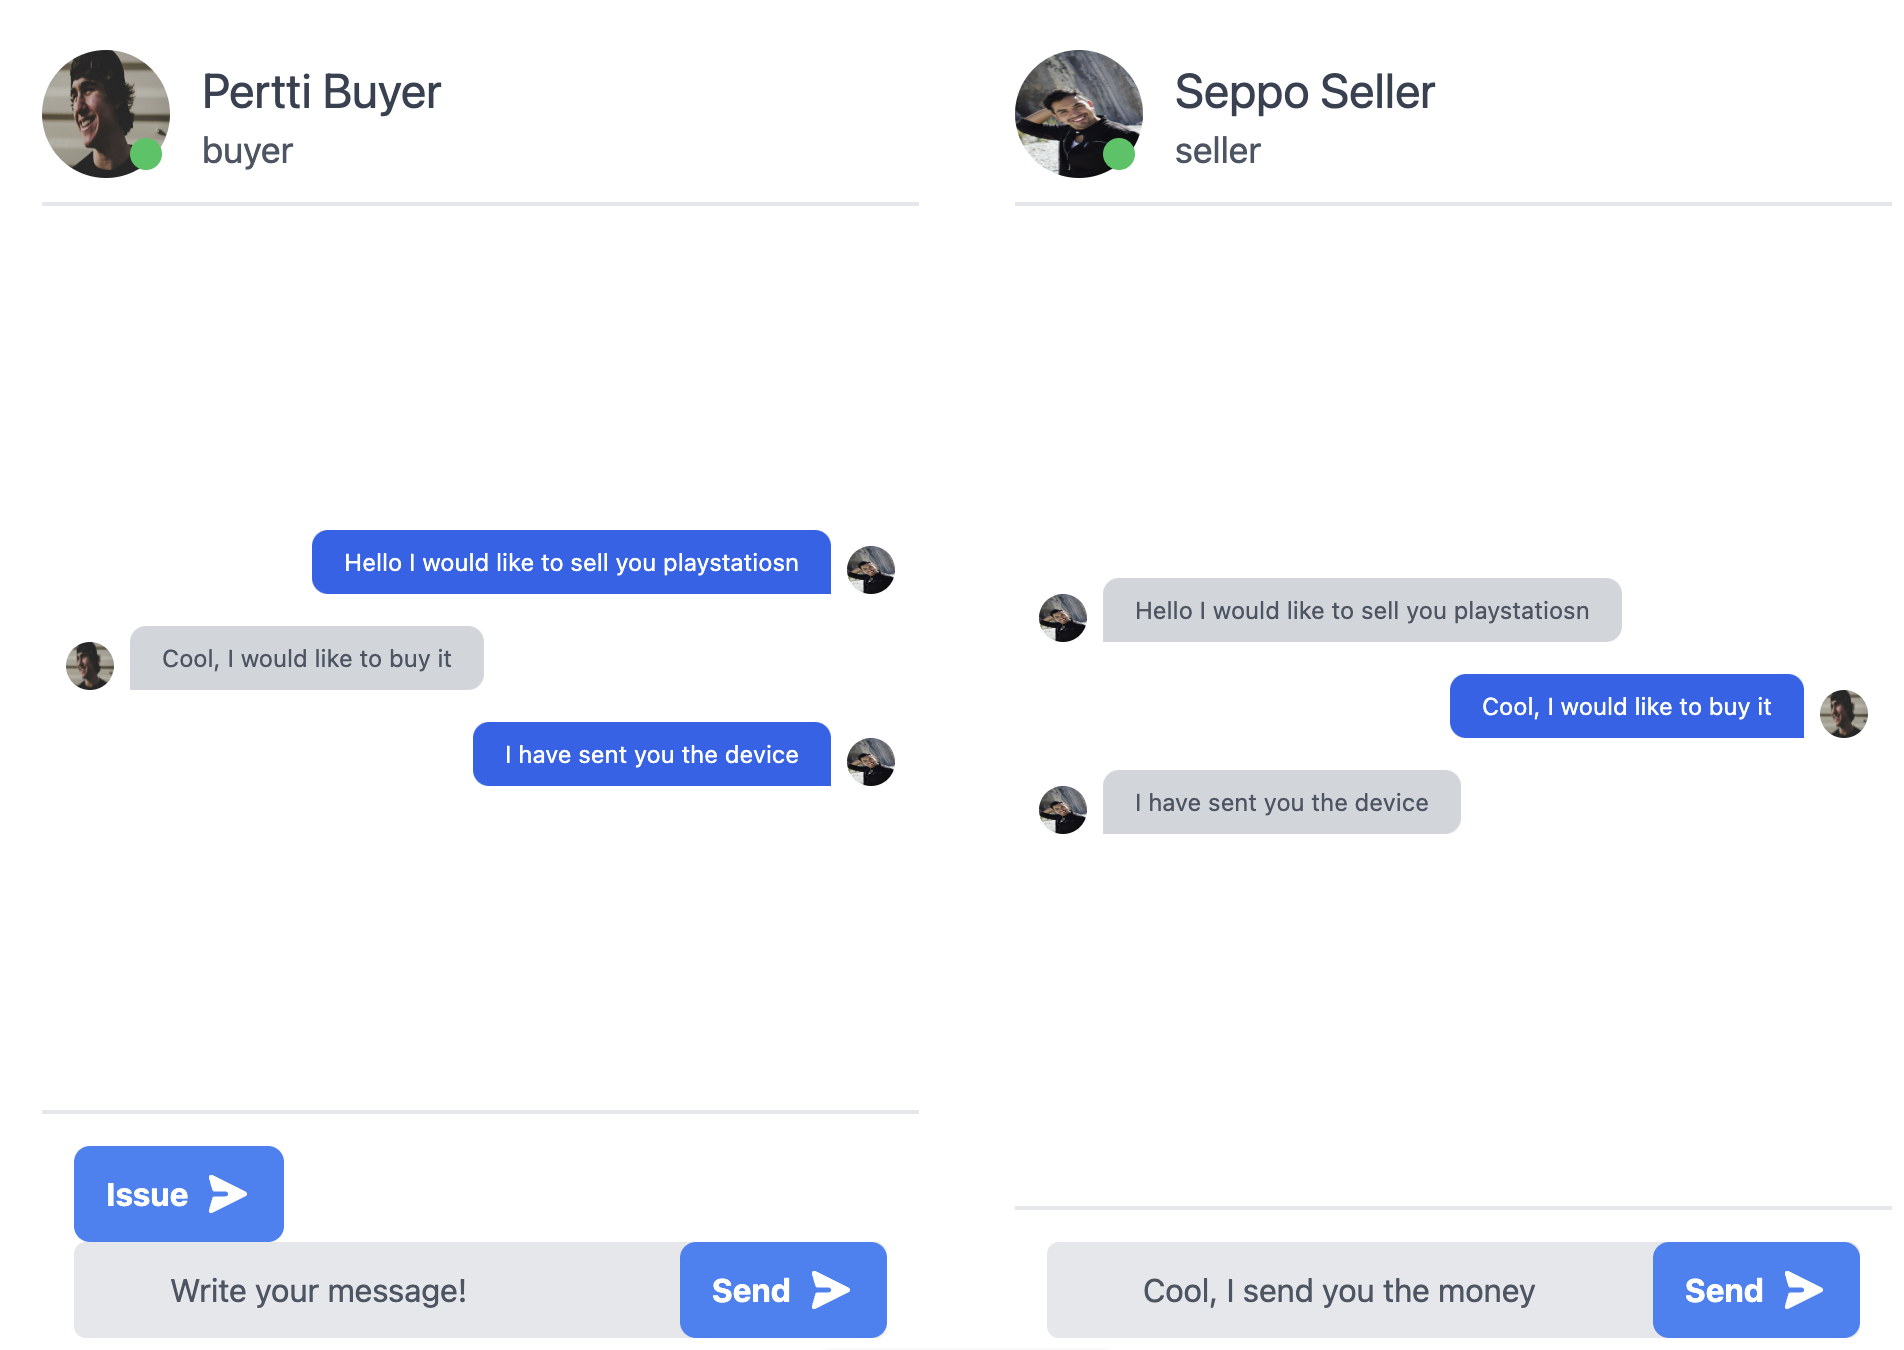 Pertti Buyer
buyer
Hello I would like to sell you playstatiosn
Cool, I would like to buy it
I have sent you the device
Issue
Write your message!
Send
Seppo Seller
seller
Hello I would like to sell you playstatiosn
Cool, I would like to buy it
I have sent you the device
Cool, I send you the money
Send